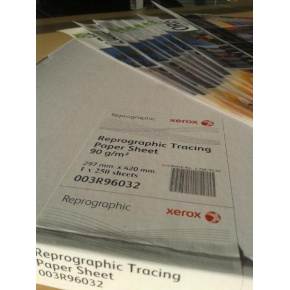 Reprographic
xerox
Reprographic Tracing
Paper Sheet
90 g/m²
297 mm. x 420 mm.
1 x 250 sheets
003R96032
Reprographic
xerox
Reprographic Tracing
Paper Sheet
003R96032